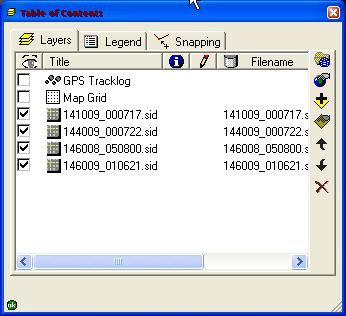 Table of Contents
Layers Legend Snapping
Title Filename
GPS Tracklog
Map Grid
141009_000717.sid 141009_000717.s
144009_000722.sid 144009_000722.s
146008_050800.sid 146008_050800.s
146009_010621.sid 146009_010621.s
ok